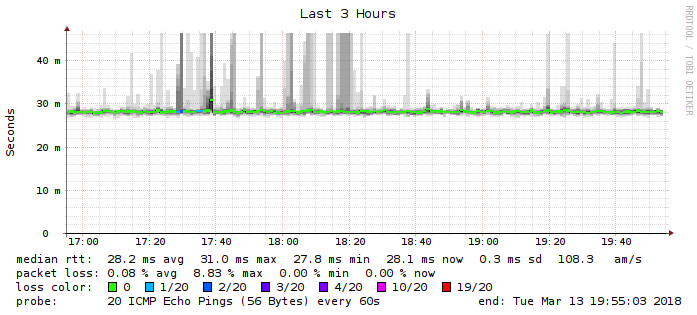 Last 3 Hours
RRDTOOL / TOBI OETIKER
Seconds
40 m
30 m
20 m
10 m
0
17:00 17:20 17:40 18:00 18:20 18:40 19:00 19:20 19:40
median rtt: 28.2 ms avg 31.0 ms max 27.8 ms min 28.1 ms now 0.3 ms sd 108.3 am/s
packet loss: 0.08 % avg 8.83 % max 0.00 % min 0.00 % now
loss color: 0 1/20 2/20 3/20 4/20 10/20 19/20
probe: 20 ICMP Echo Pings (56 Bytes) every 60s end: Tue Mar 13 19:55:03 2018